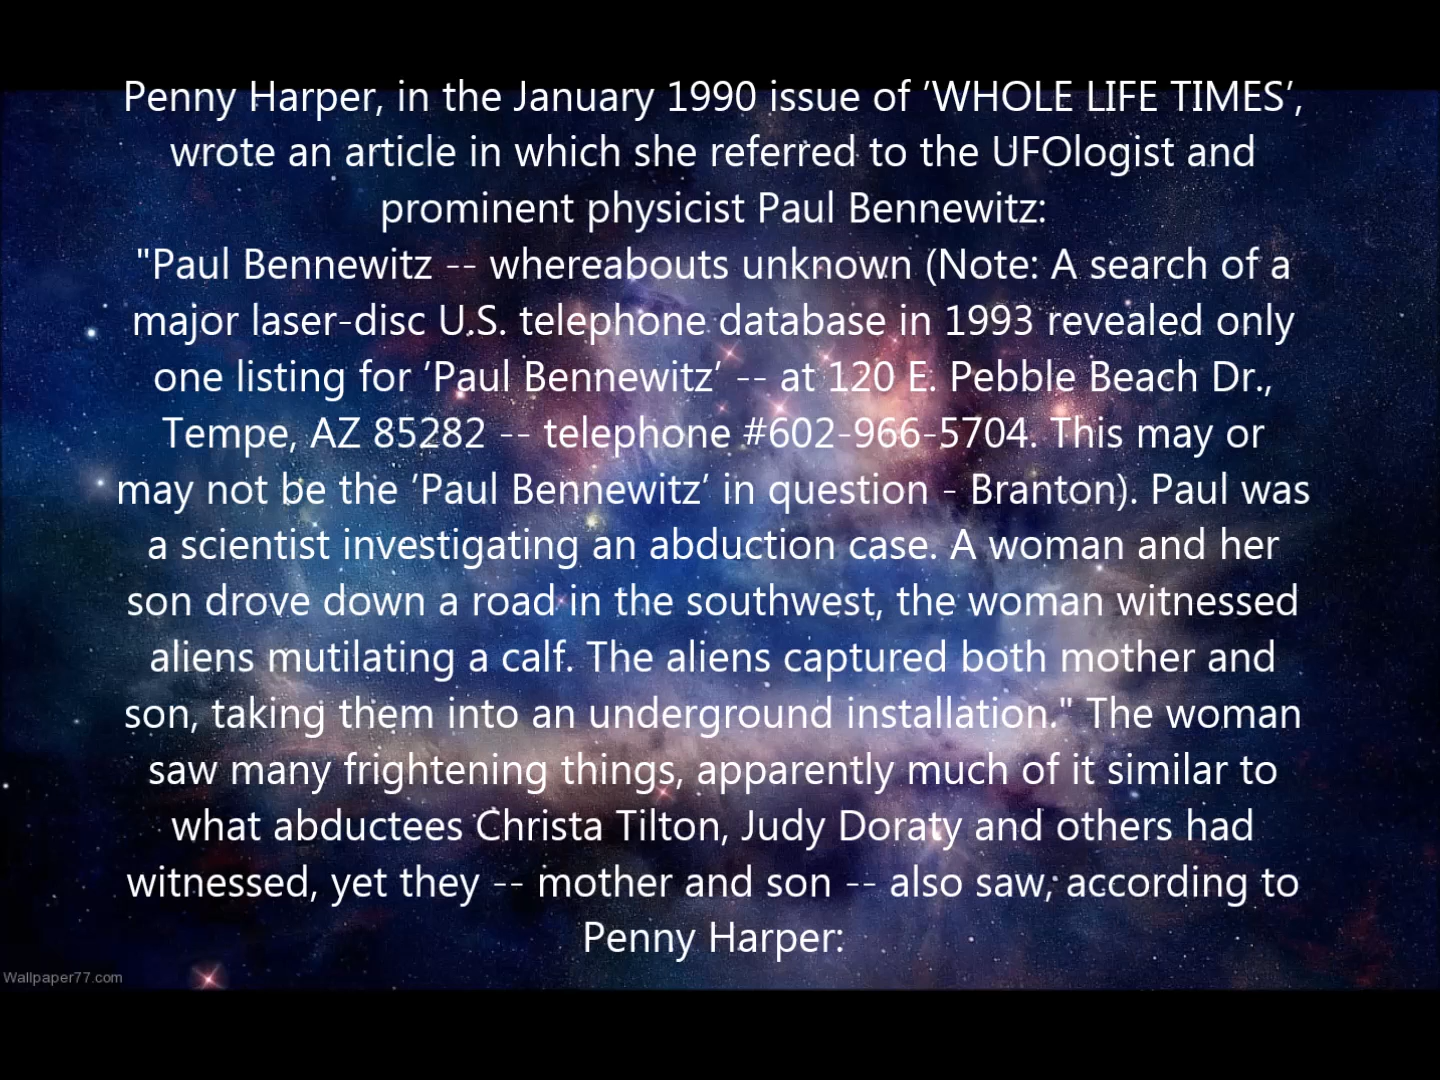 Penny Harper, in the January 1990 issue of ’WHOLE LIFE TIMES’,
wrote an article in which she referred to the UFOlogist and
prominent physicist Paul Bennewitz:
"Paul Bennewitz -- whereabouts unknown (Note: A search of a
major laser-disc U.S. telephone database in 1993 revealed only
one listing for ’Paul Bennewitz’ -- at 120 E. Pebble Beach Dr.,
Tempe, AZ 85282 -- telephone #602-966-5704. This may or
may not be the ’Paul Bennewitz’ in question - Branton). Paul was
a scientist investigating an abduction case. A woman and her
son drove down a road in the southwest, the woman witnessed
aliens mutilating a calf. The aliens captured both mother and
son, taking them into an underground installation." The woman
saw many frightening things, apparently much of it similar to
what abductees Christa Tilton, Judy Doraty and others had
witnessed, yet they -- mother and son -- also saw, according to
Penny Harper:
Wallpaper77.com